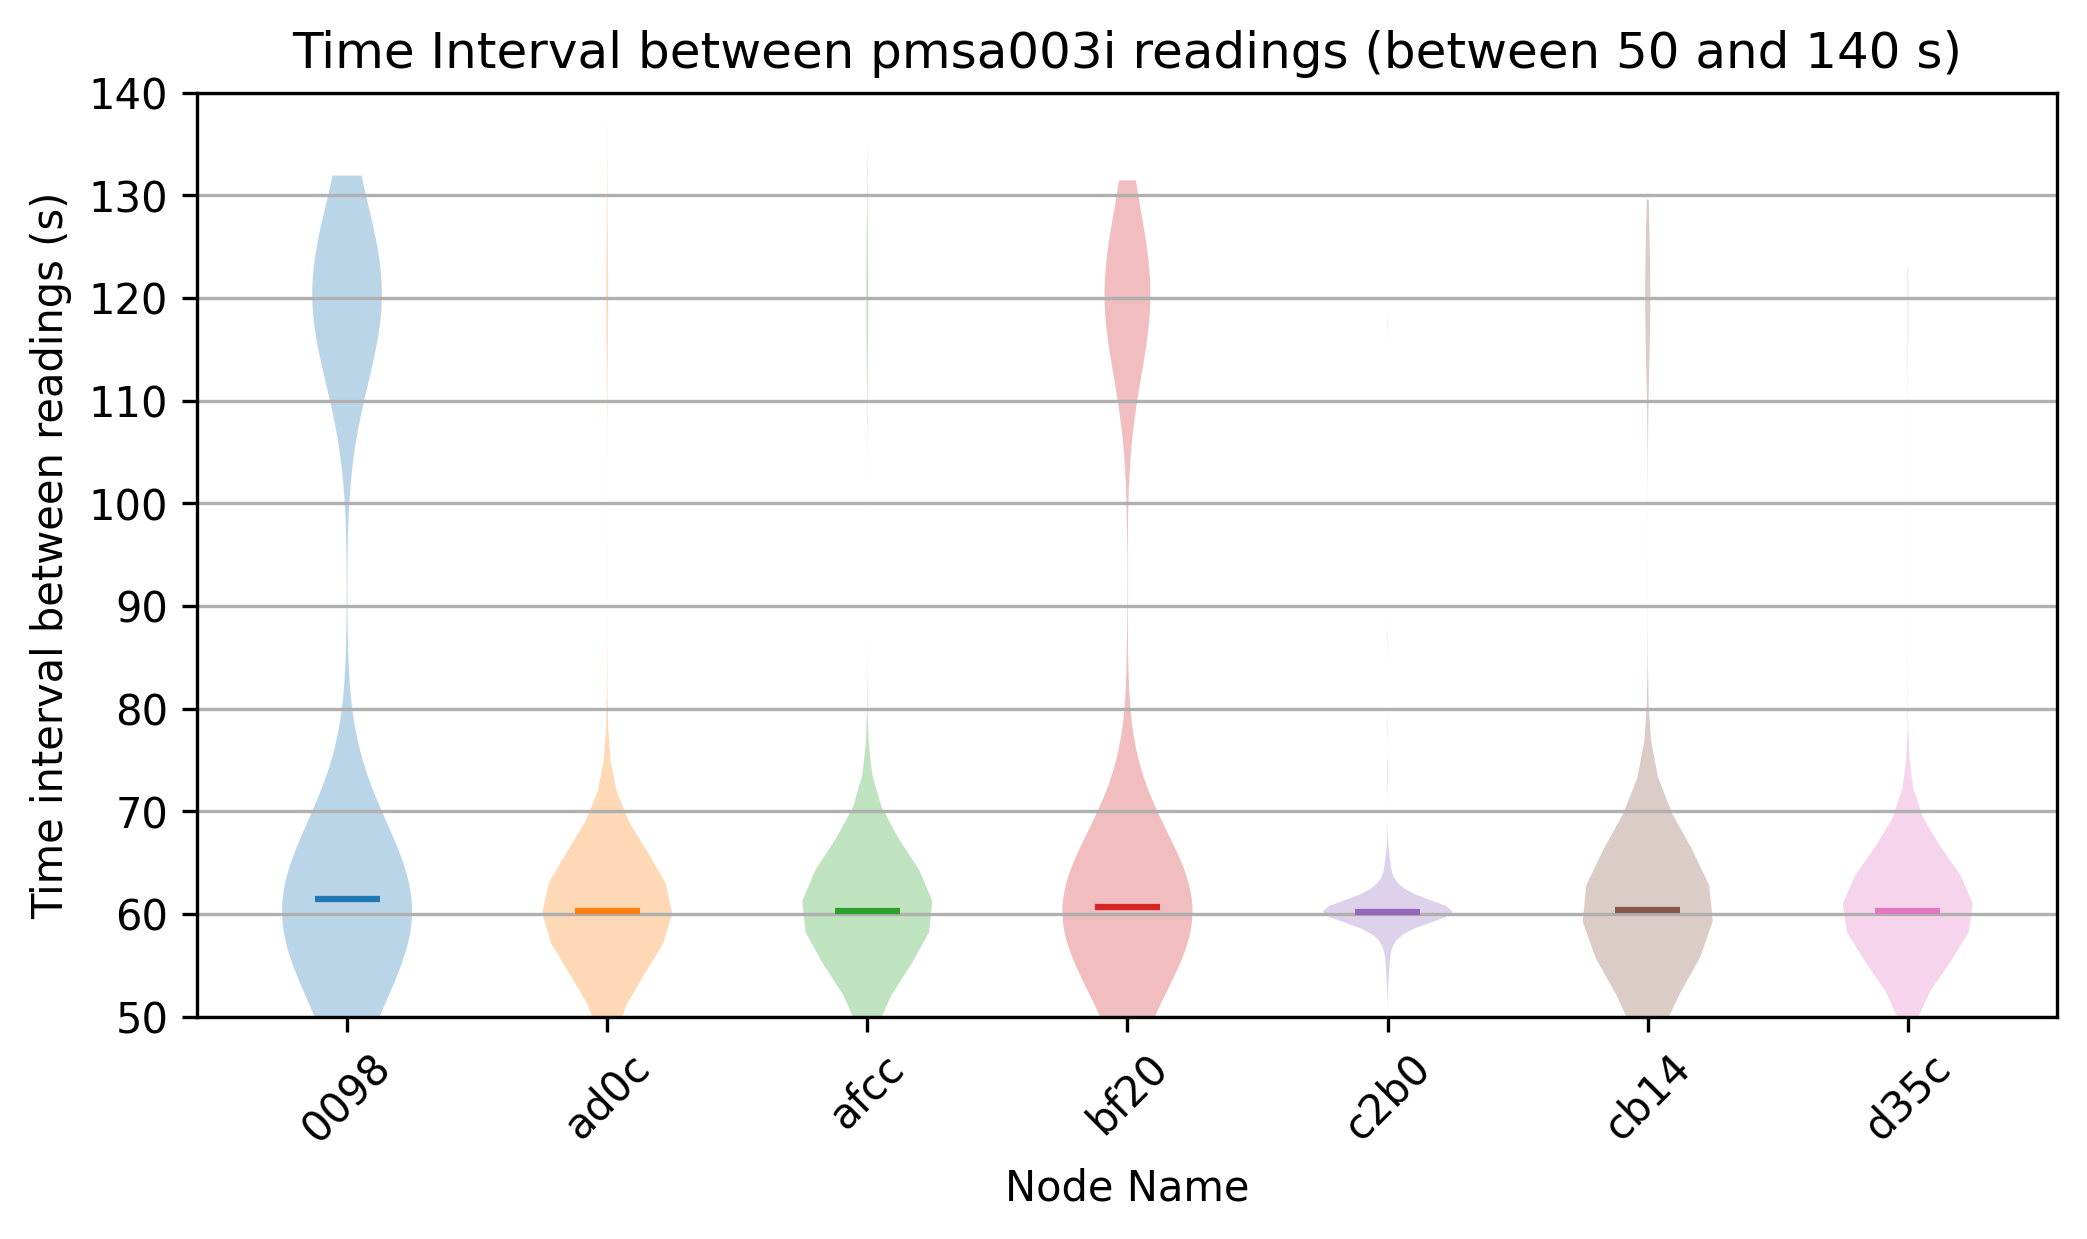 Time Interval between pmsa003i readings (between 50 and 140 s)
140
130
120
110
100
90
80
70
60
50
Time interval between readings (s)
0098
ad0c
afcc
bf20
c2b0
cb14
d35c
Node Name